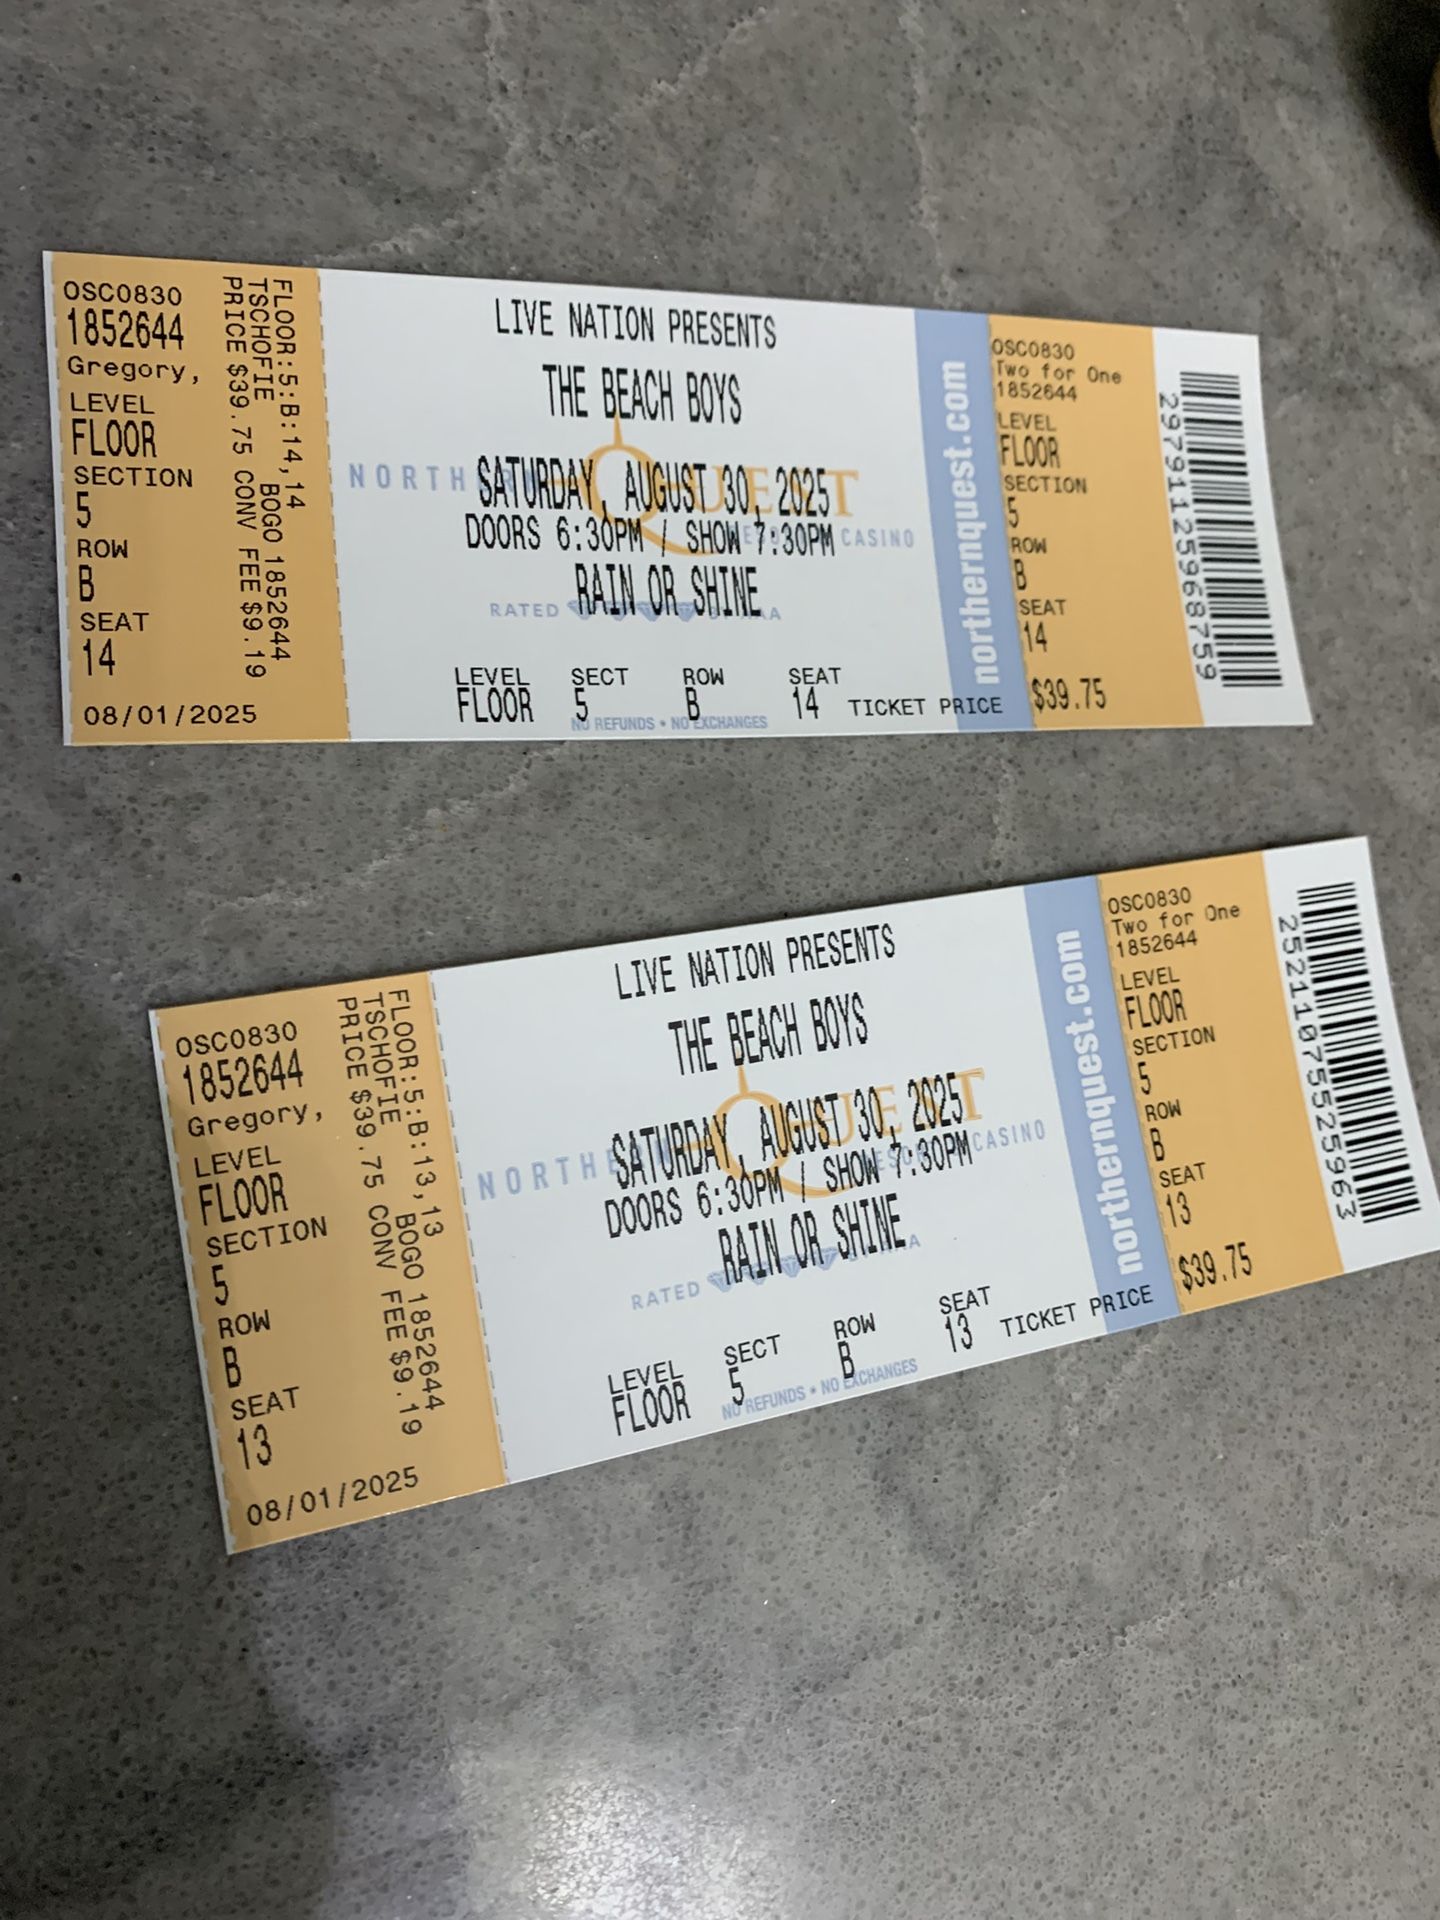 OSC0830
1852644
Gregory,
LEVEL
FLOOR
SECTION
5
ROW
B
SEAT
14
08/01/2025
FLOOR:5:B:14,14
TSCHOFIE BOGO 1852644
PRICE $39.75 CONV FEE $9.19
LIVE NATION PRESENTS
THE BEACH BOYS
NORTHERN QUEST
SATURDAY, AUGUST 30, 2025
RESORT CASINO
DOORS 6:30PM / SHOW 7:30PM
RAIN OR SHINE
RATED
LEVEL SECT ROW SEAT
FLOOR 5 B 14 TICKET PRICE $39.75
NO REFUNDS • NO EXCHANGES
northernquest.com
OSC0830
Two for One
1852644
LEVEL
FLOOR
SECTION
5
ROW
B
SEAT
14
29791125968759
OSC0830
1852644
Gregory,
LEVEL
FLOOR
SECTION
5
ROW
B
SEAT
13
08/01/2025
FLOOR:5:B:13,13
TSCHOFIE BOGO 1852644
PRICE $39.75 CONV FEE $9.19
LIVE NATION PRESENTS
THE BEACH BOYS
NORTHERN QUEST
SATURDAY, AUGUST 30, 2025
RESORT CASINO
DOORS 6:30PM / SHOW 7:30PM
RAIN OR SHINE
RATED
LEVEL SECT ROW SEAT
FLOOR 5 B 13 TICKET PRICE $39.75
NO REFUNDS • NO EXCHANGES
northernquest.com
OSC0830
Two for One
1852644
LEVEL
FLOOR
SECTION
5
ROW
B
SEAT
13
25211075525963